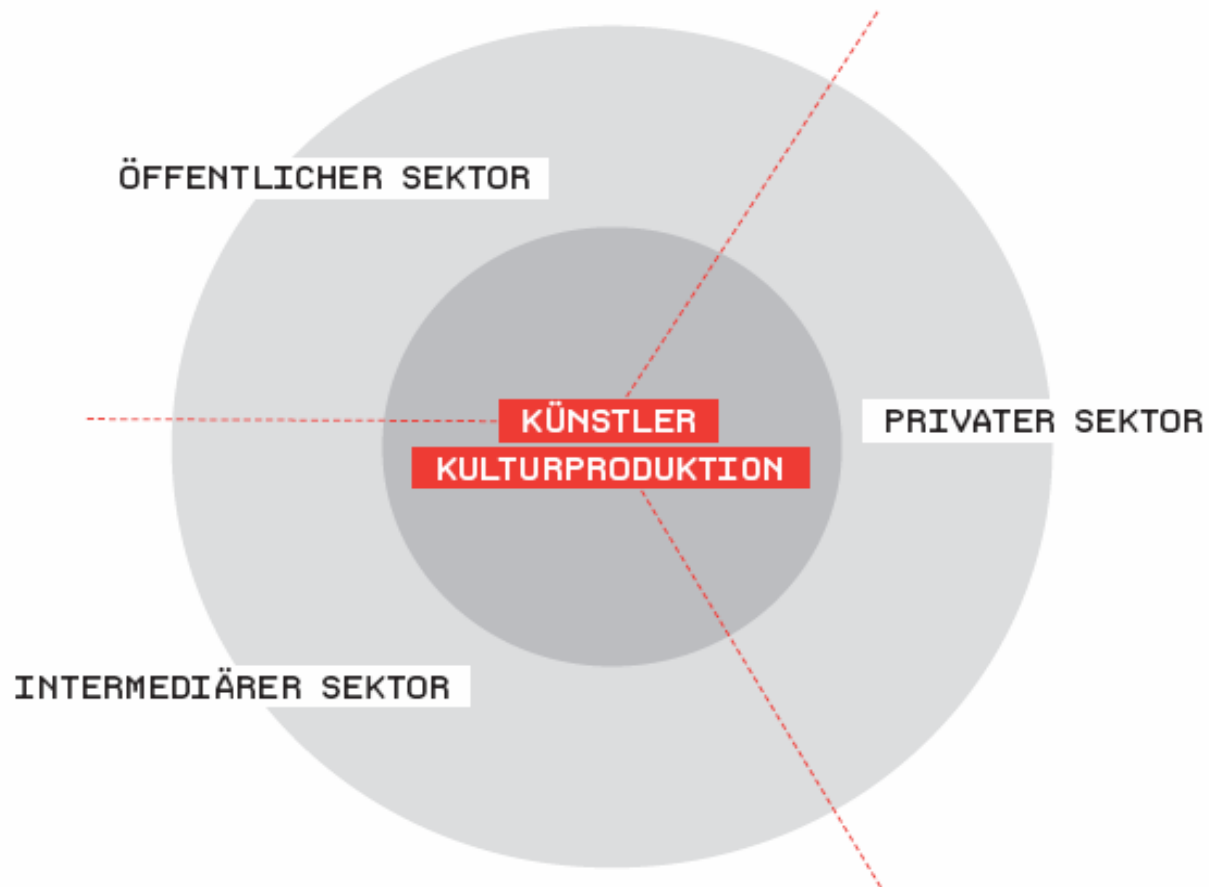 ÖFFENTLICHER SEKTOR
KÜNSTLER
PRIVATER SEKTOR
KULTURPRODUKTION
INTERMEDIÄRER SEKTOR